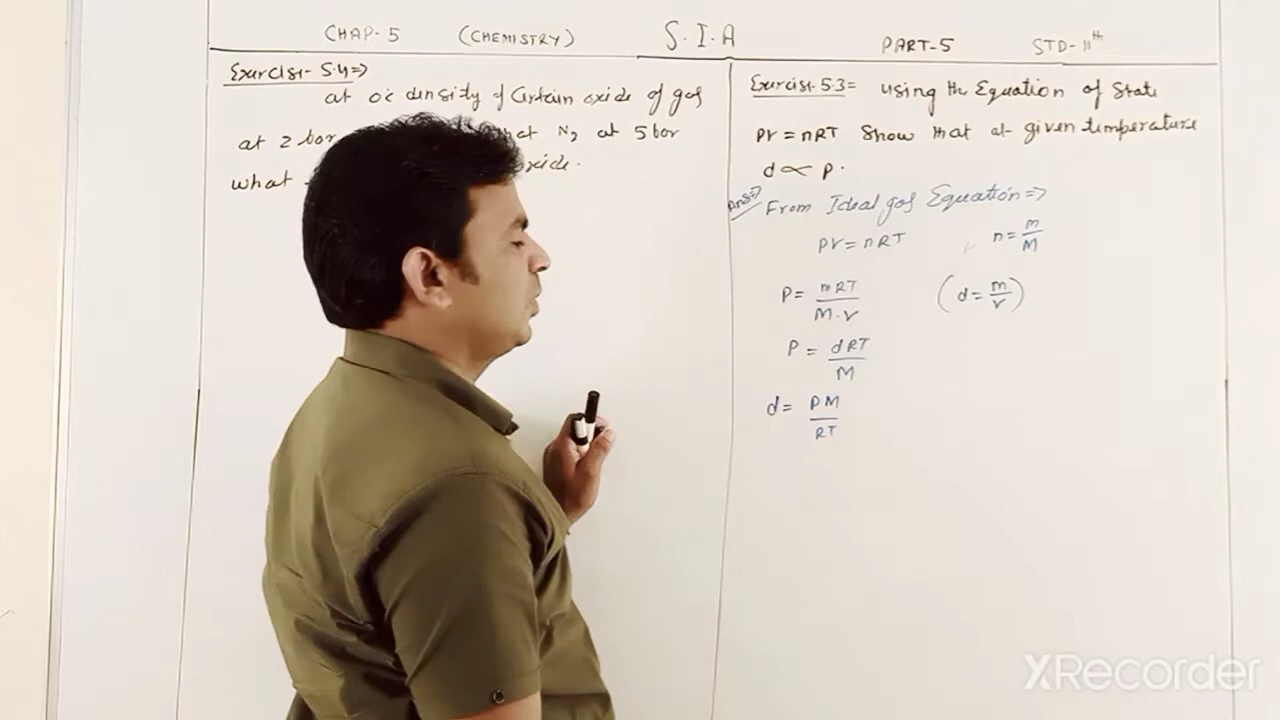 CHAP-5 (CHEMISTRY) S.I.A PART-5 STD-11th
Exercise-5.4=>
at 0°c density of Certain oxide of gas
at 2 bar hat N2 at 5 bar
what xide.
Exercise.5.3= using the Equation of State
PV = nRT Show that at given temperature
d ∝ P.
Ans=> From Ideal gas Equation=>
PV = nRT n = m/M
P = mRT/M.V (d = m/V)
P = dRT/M
d = PM/RT
XRecorder